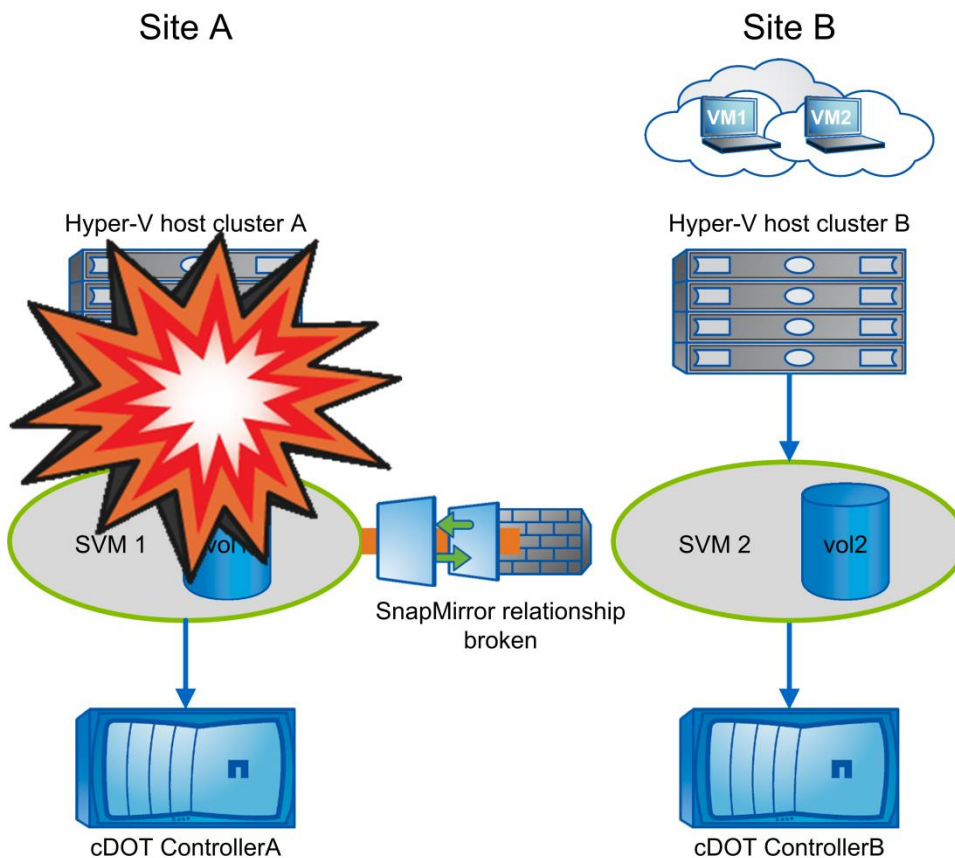 Site A
Site B
VM1
VM2
Hyper-V host cluster A
Hyper-V host cluster B
SVM 1
vol1
SnapMirror relationship
broken
SVM 2
vol2
cDOT ControllerA
cDOT ControllerB